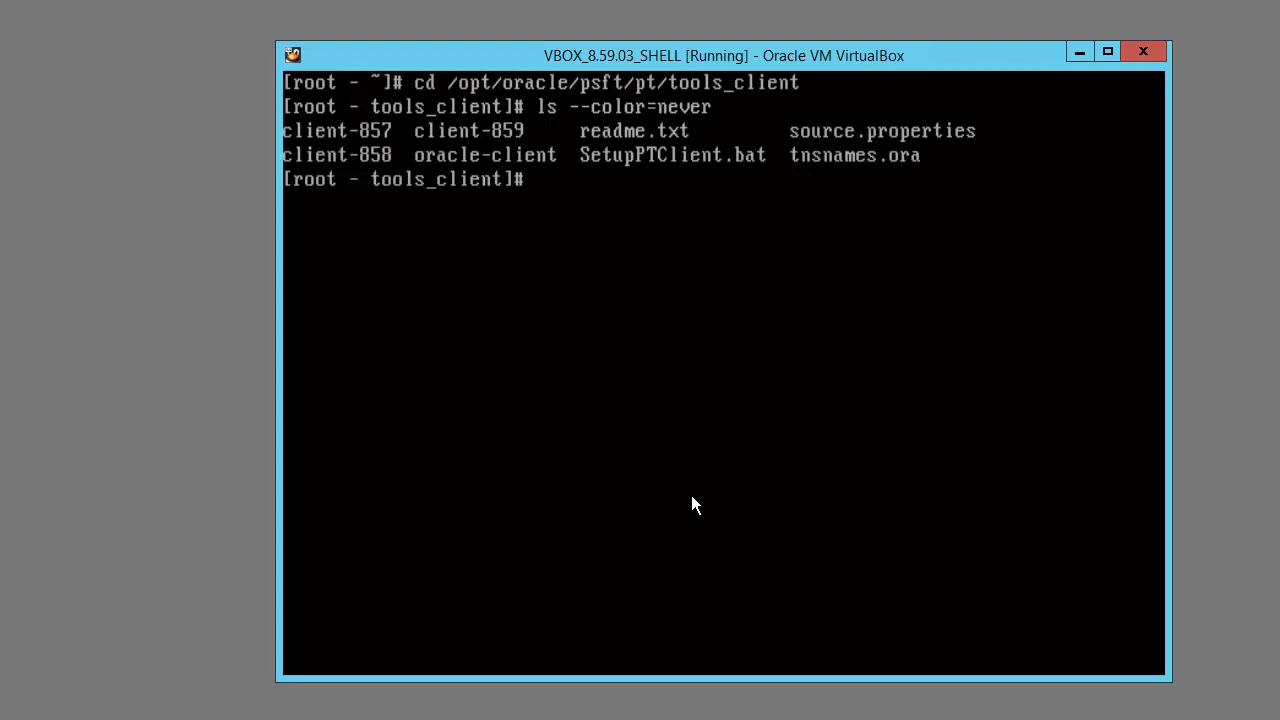 VBOX_8.59.03_SHELL [Running] - Oracle VM VirtualBox
[root - ~]# cd /opt/oracle/psft/pt/tools_client
[root - tools_client]# ls --color=never
client-857 client-859 readme.txt source.properties
client-858 oracle-client SetupPTClient.bat tnsnames.ora
[root - tools_client]#